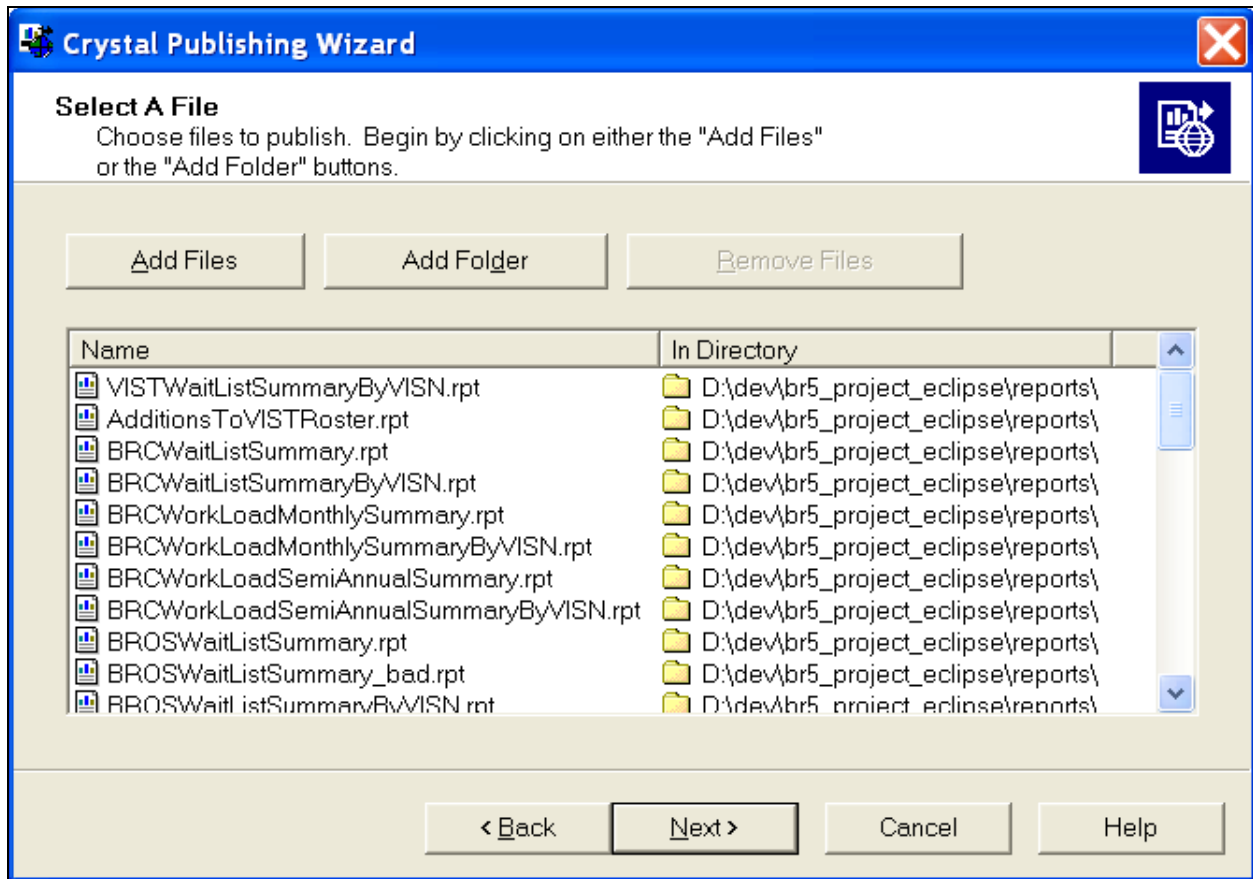 Crystal Publishing Wizard
Select A File
Choose files to publish. Begin by clicking on either the "Add Files"
or the "Add Folder" buttons.
Add Files Add Folder Remove Files
Name In Directory
VISTWaitListSummaryByVISN.rpt D:\dev\br5_project_eclipse\reports\
AdditionsToVISTRoster.rpt D:\dev\br5_project_eclipse\reports\
BRCWaitListSummary.rpt D:\dev\br5_project_eclipse\reports\
BRCWaitListSummaryByVISN.rpt D:\dev\br5_project_eclipse\reports\
BRCWorkLoadMonthlySummary.rpt D:\dev\br5_project_eclipse\reports\
BRCWorkLoadMonthlySummaryByVISN.rpt D:\dev\br5_project_eclipse\reports\
BRCWorkLoadSemiAnnualSummary.rpt D:\dev\br5_project_eclipse\reports\
BRCWorkLoadSemiAnnualSummaryByVISN.rpt D:\dev\br5_project_eclipse\reports\
BROSWaitListSummary.rpt D:\dev\br5_project_eclipse\reports\
BROSWaitListSummary_bad.rpt D:\dev\br5_project_eclipse\reports\
BROSWaitListSummaryByVISN.rpt D:\dev\br5_project_eclipse\reports\
< Back Next > Cancel Help